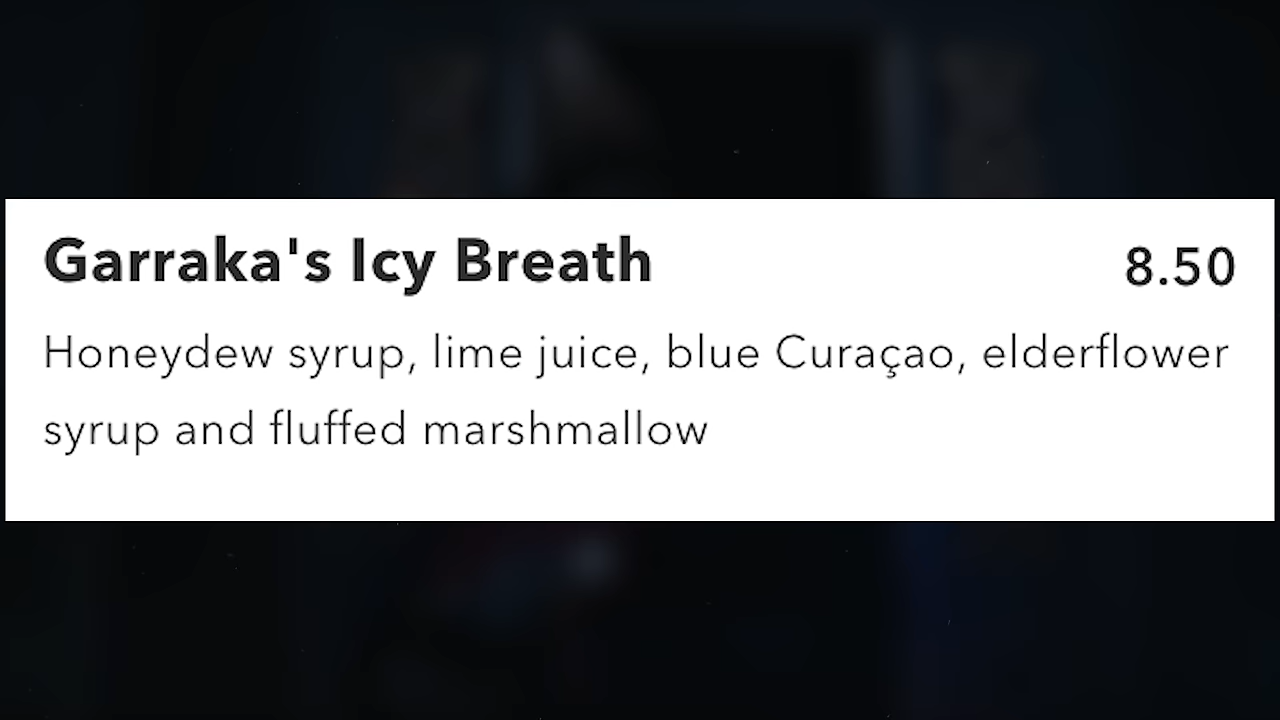 Garraka's Icy Breath 8.50
Honeydew syrup, lime juice, blue Curaçao, elderflower
syrup and fluffed marshmallow